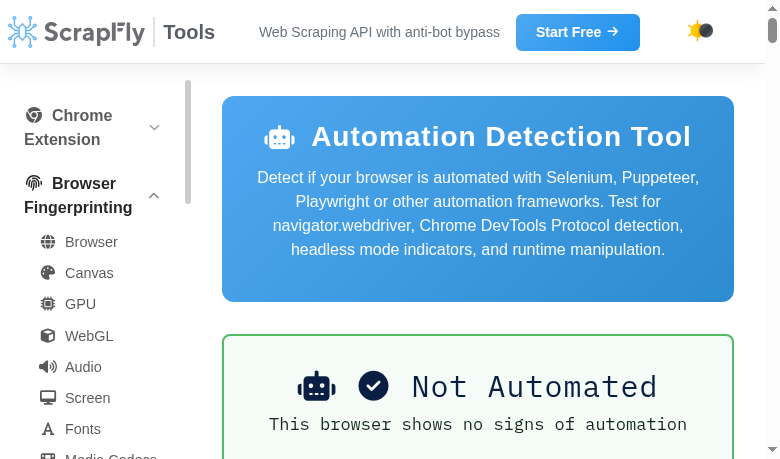 ScrapFly Tools
Web Scraping API with anti-bot bypass
Start Free
Chrome
Extension
Browser
Fingerprinting
Browser
Canvas
GPU
WebGL
Audio
Screen
Fonts
Media Codecs
Automation Detection Tool
Detect if your browser is automated with Selenium, Puppeteer,
Playwright or other automation frameworks. Test for
navigator.webdriver, Chrome DevTools Protocol detection,
headless mode indicators, and runtime manipulation.
Not Automated
This browser shows no signs of automation